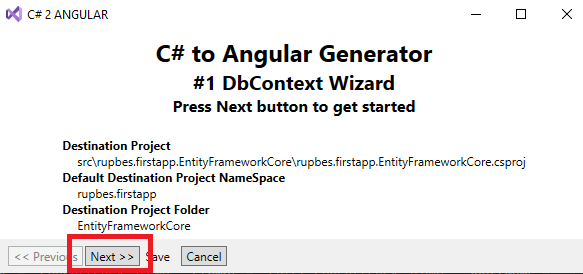 C# 2 ANGULAR
C# to Angular Generator
#1 DbContext Wizard
Press Next button to get started
Destination Project
src\rupbes.firstapp.EntityFrameworkCore\rupbes.firstapp.EntityFrameworkCore.csproj
Default Destination Project NameSpace
rupbes.firstapp
Destination Project Folder
EntityFrameworkCore
<< Previous Next >> Save Cancel